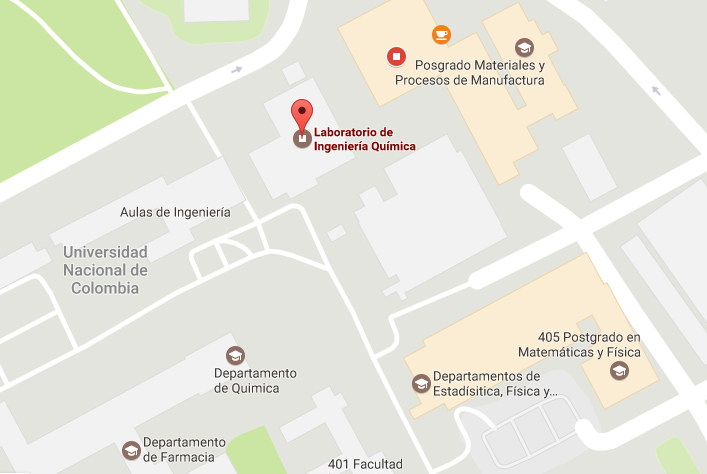 Posgrado Materiales y
Procesos de Manufactura
Laboratorio de
Ingeniería Química
Aulas de Ingeniería
Universidad
Nacional de
Colombia
405 Postgrado en
Matemáticas y Física
Departamento
de Quimica
Departamentos de
Estadísitica, Física y...
Departamento
de Farmacia
401 Facultad